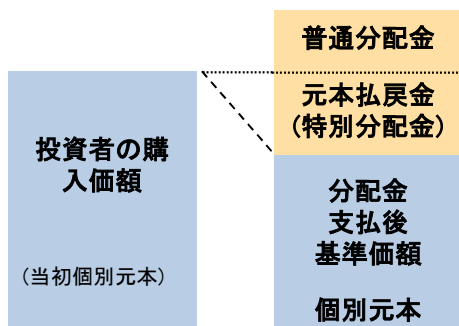 普通分配金
元本払戻金
（特別分配金）
投資者の購
入価額
（当初個別元本）
分配金
支払後
基準価額
個別元本